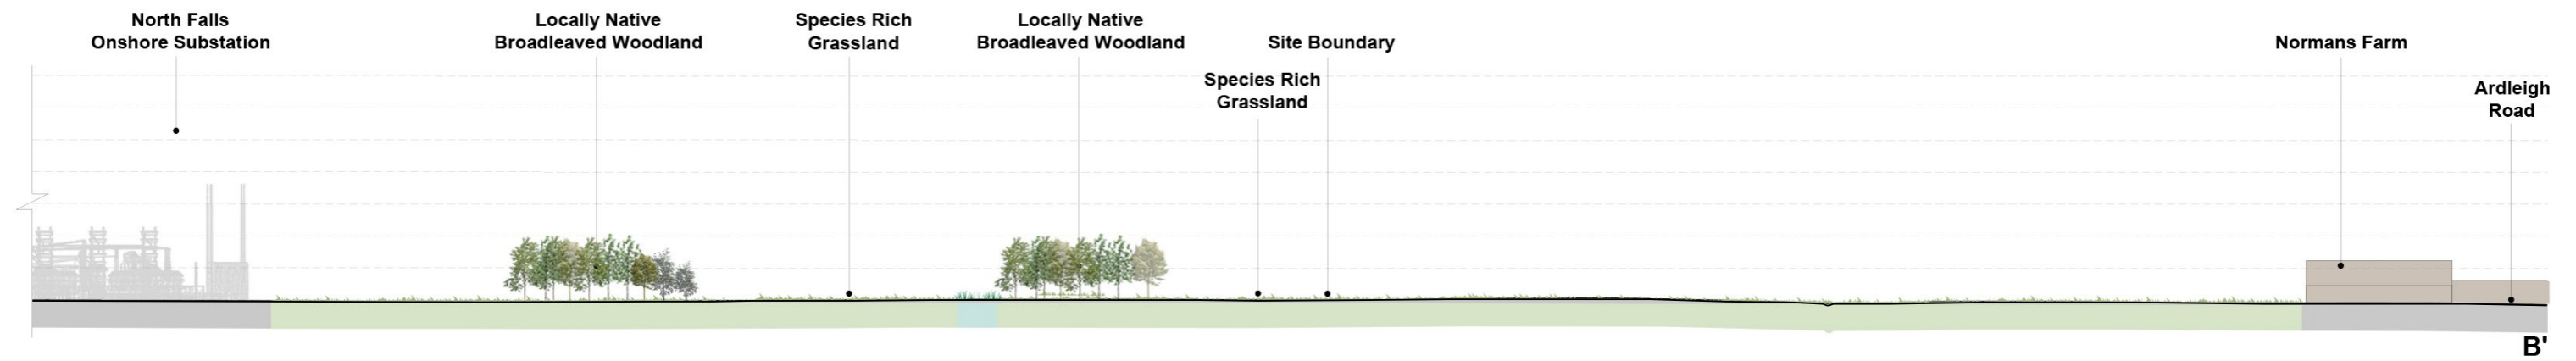 North Falls
Onshore Substation
Locally Native
Broadleaved Woodland
Species Rich
Grassland
Locally Native
Broadleaved Woodland
Species Rich
Grassland
Site Boundary
Normans Farm
Ardleigh
Road
B'